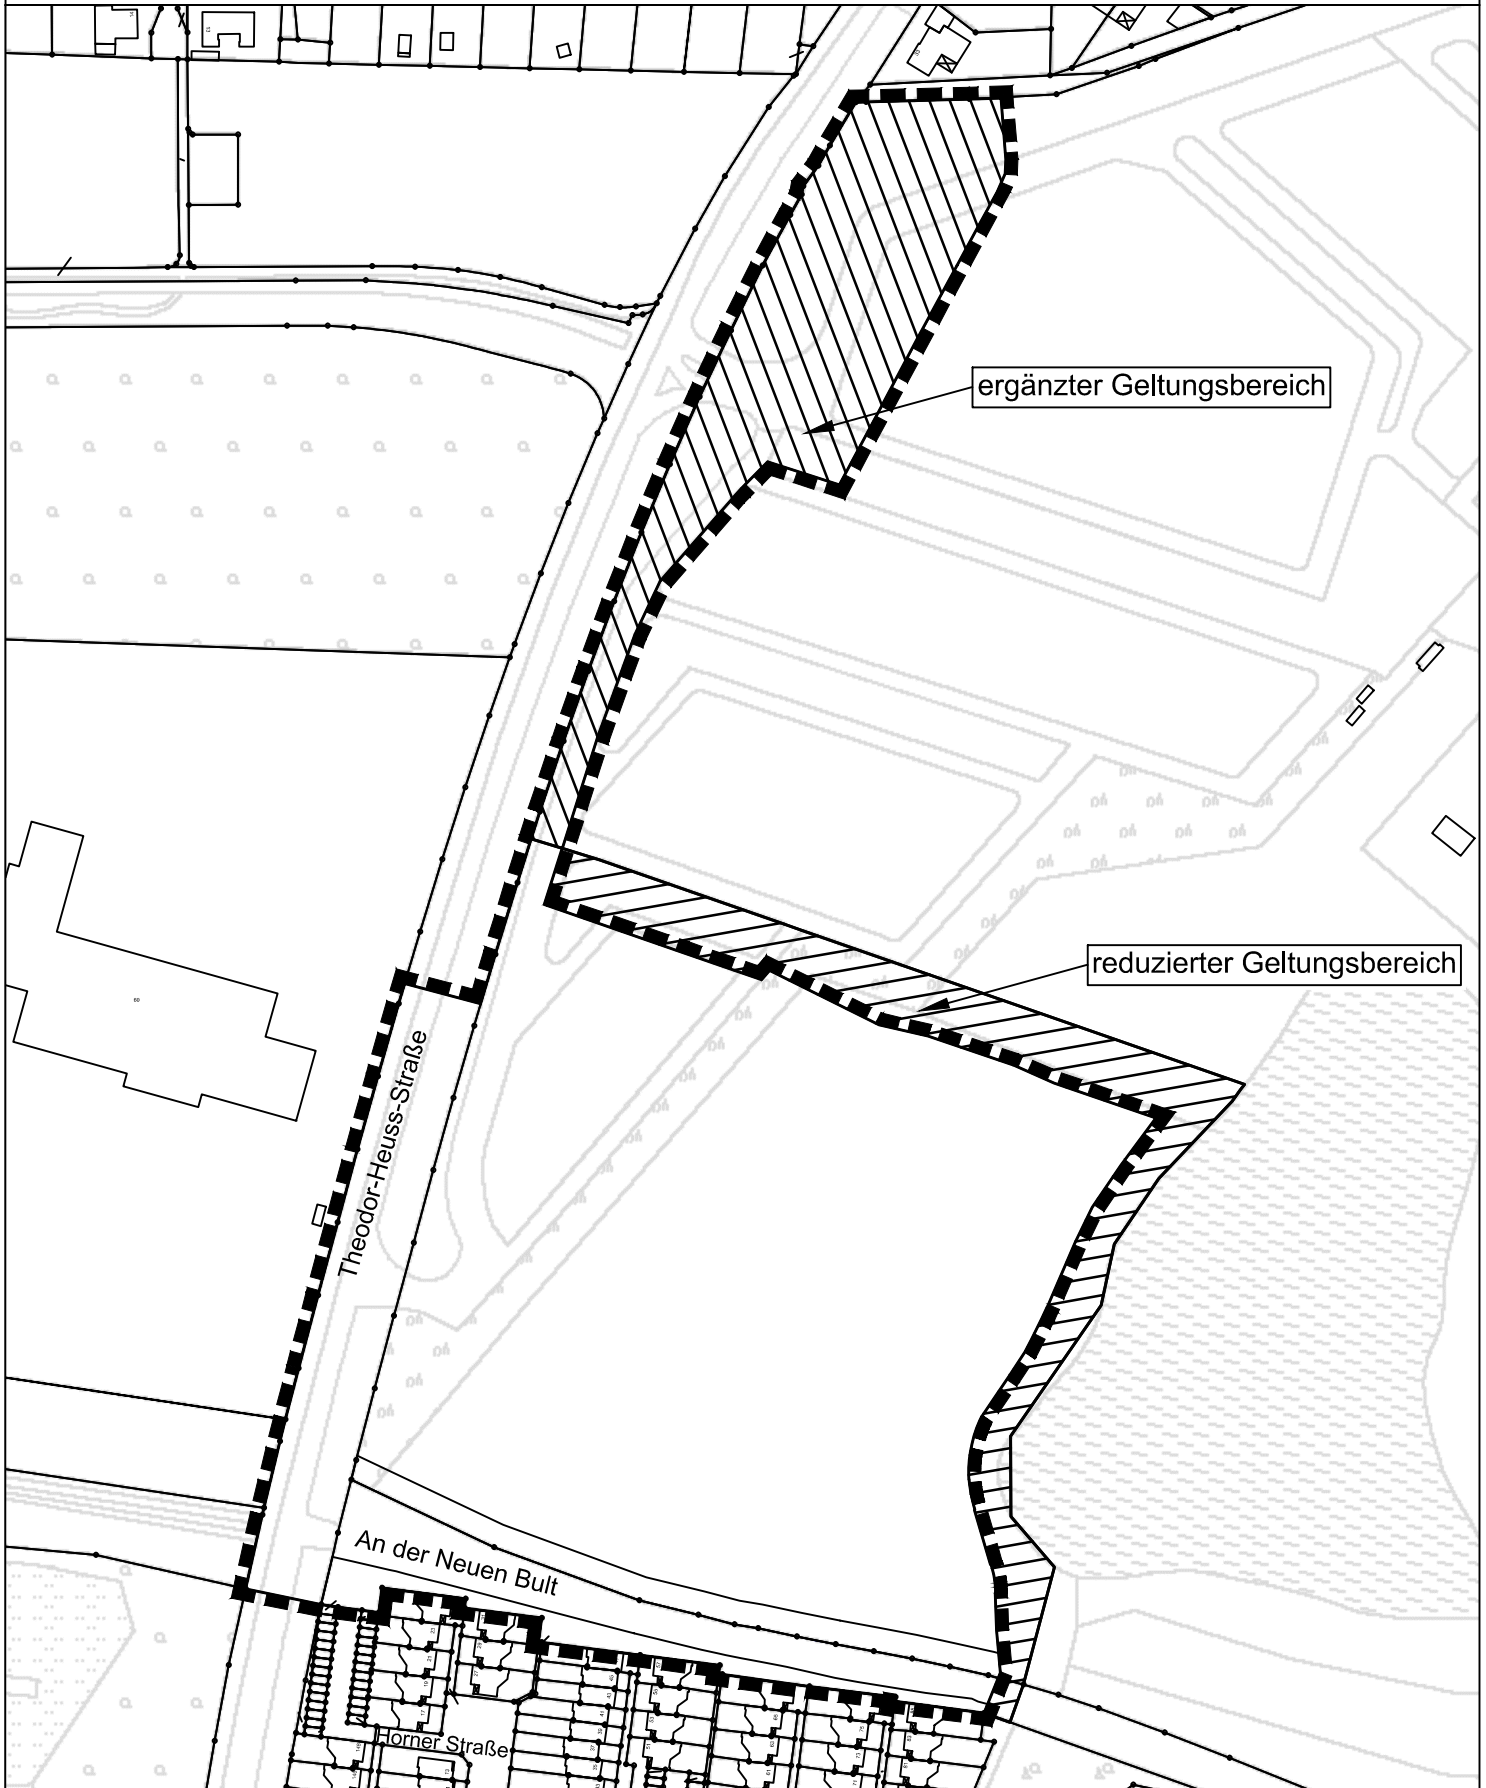 ergänzter Geltungsbereich
reduzierter Geltungsbereich
Theodor-Heuss-Straße
An der Neuen Bult
Horner Straße